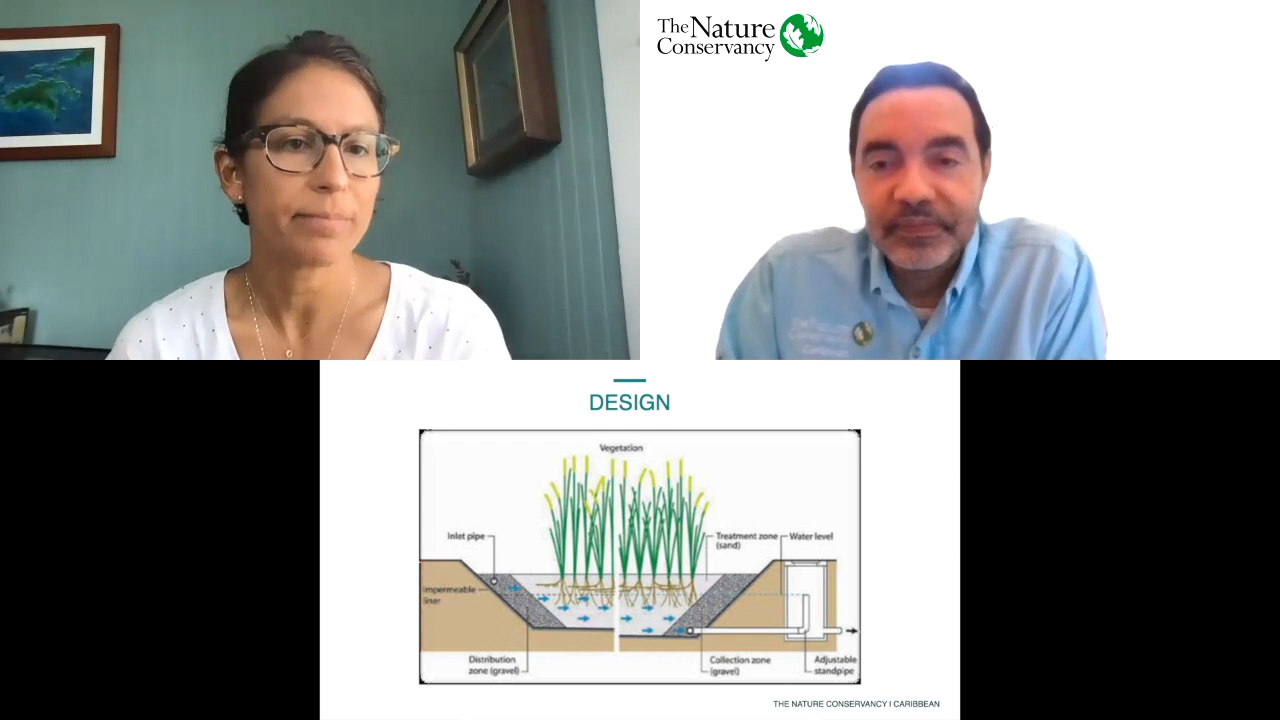 The Nature
Conservancy
DESIGN
Vegetation
Inlet pipe
Treatment zone
(sand)
Water level
Impermeable
liner
Distribution
zone (gravel)
Collection zone
(gravel)
Adjustable
standpipe
THE NATURE CONSERVANCY I CARIBBEAN